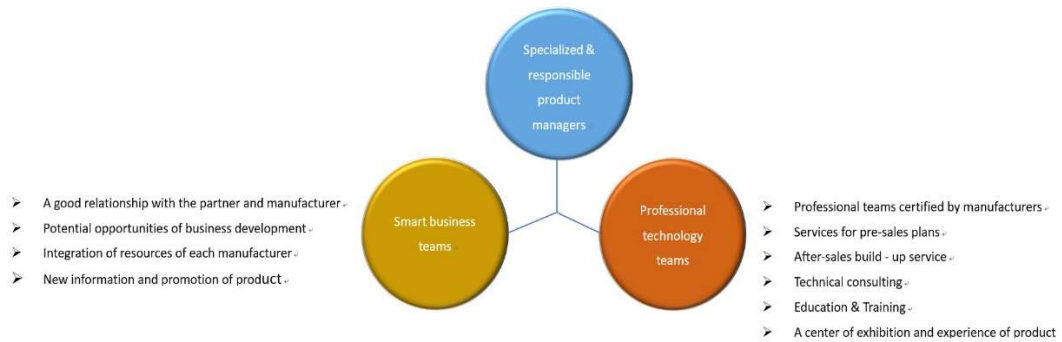 Specialized &
responsible
product
managers
Smart business
teams
Professional
technology
teams
➢ A good relationship with the partner and manufacturer
➢ Potential opportunities of business development
➢ Integration of resources of each manufacturer
➢ New information and promotion of product
➢ Professional teams certified by manufacturers
➢ Services for pre-sales plans
➢ After-sales build - up service
➢ Technical consulting
➢ Education & Training
➢ A center of exhibition and experience of product